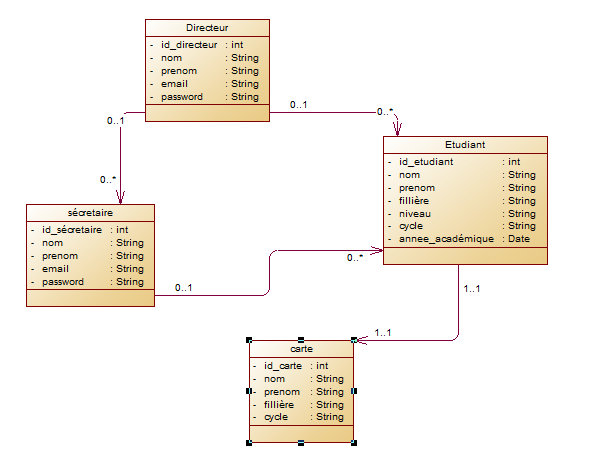 Directeur
- id_directeur : int
- nom : String
- prenom : String
- email : String
- password : String
0..1
0..*
0..1
0..*
Etudiant
- id_etudiant : int
- nom : String
- prenom : String
- fillière : String
- niveau : String
- cycle : String
- annee_académique : Date
sécretaire
- id_sécretaire : int
- nom : String
- prenom : String
- email : String
- password : String
0..1
0..*
1..1
1..1
carte
- id_carte : int
- nom : String
- prenom : String
- fillière : String
- cycle : String